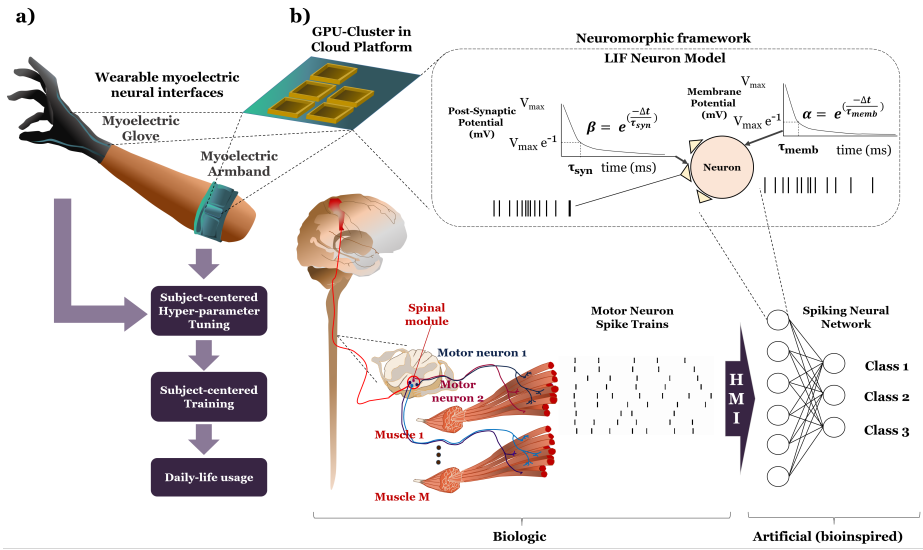 a)
b)
GPU-Cluster in
Cloud Platform
Wearable myoelectric
neural interfaces
Myoelectric
Glove
Myoelectric
Armband
Subject-centered
Hyper-parameter
Tuning
Subject-centered
Training
Daily-life usage
Neuromorphic framework
LIF Neuron Model
Post-Synaptic
Potential
(mV)
Vmax
Vmax e⁻¹
β = e^(-Δt/τsyn)
τsyn
time (ms)
Membrane
Potential
(mV)
Vmax
Vmax e⁻¹
α = e^(-Δt/τmemb)
τmemb
time (ms)
Neuron
Spinal
module
Motor neuron 1
Motor
neuron 2
Muscle 1
Muscle M
Motor Neuron
Spike Trains
H
M
I
Spiking Neural
Network
Class 1
Class 2
Class 3
Biologic
Artificial (bioinspired)